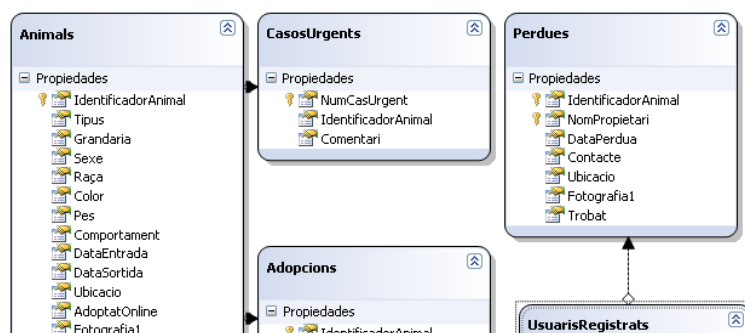 Animals
Propiedades
IdentificadorAnimal
Tipus
Grandaria
Sexe
Raça
Color
Pes
Comportament
DataEntrada
DataSortida
Ubicacio
AdoptatOnline
Fotografia1
CasosUrgents
Propiedades
NumCasUrgent
IdentificadorAnimal
Comentari
Adopcions
Propiedades
IdentificadorAnimal
Perdues
Propiedades
IdentificadorAnimal
NomPropietari
DataPerdua
Contacte
Ubicacio
Fotografia1
Trobat
UsuarisRegistrats